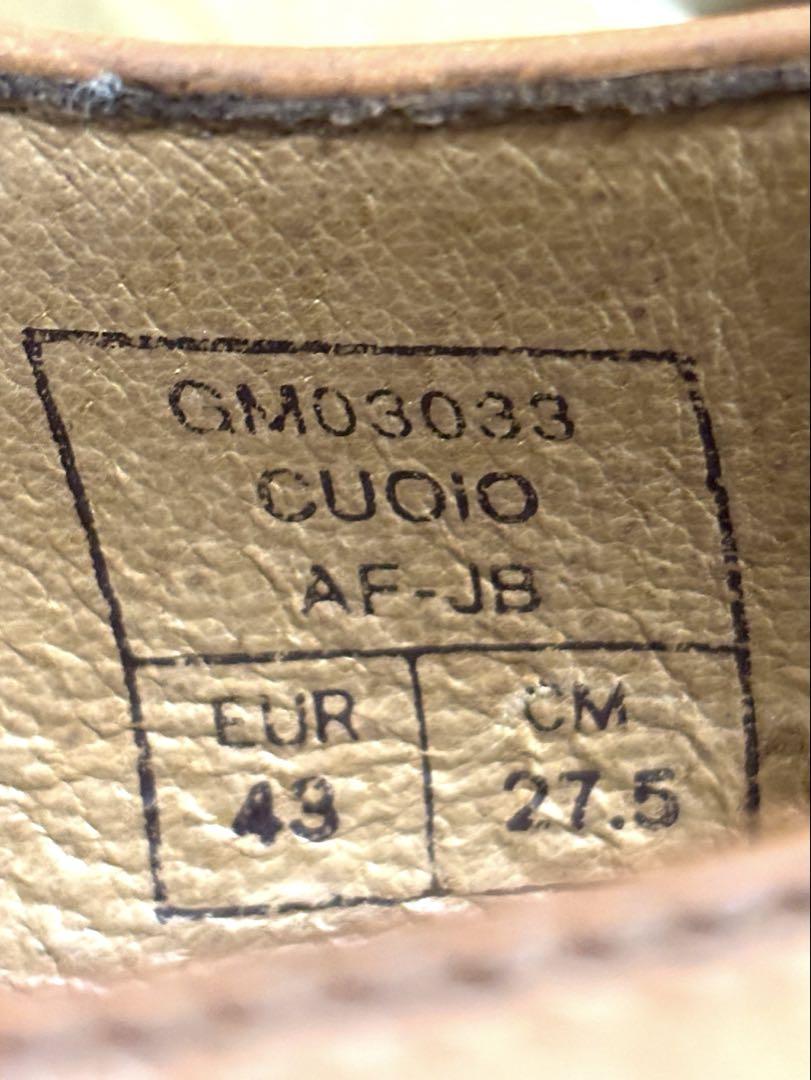 GM03033
CUOiO
AF-JB
EUR CM
43 27.5